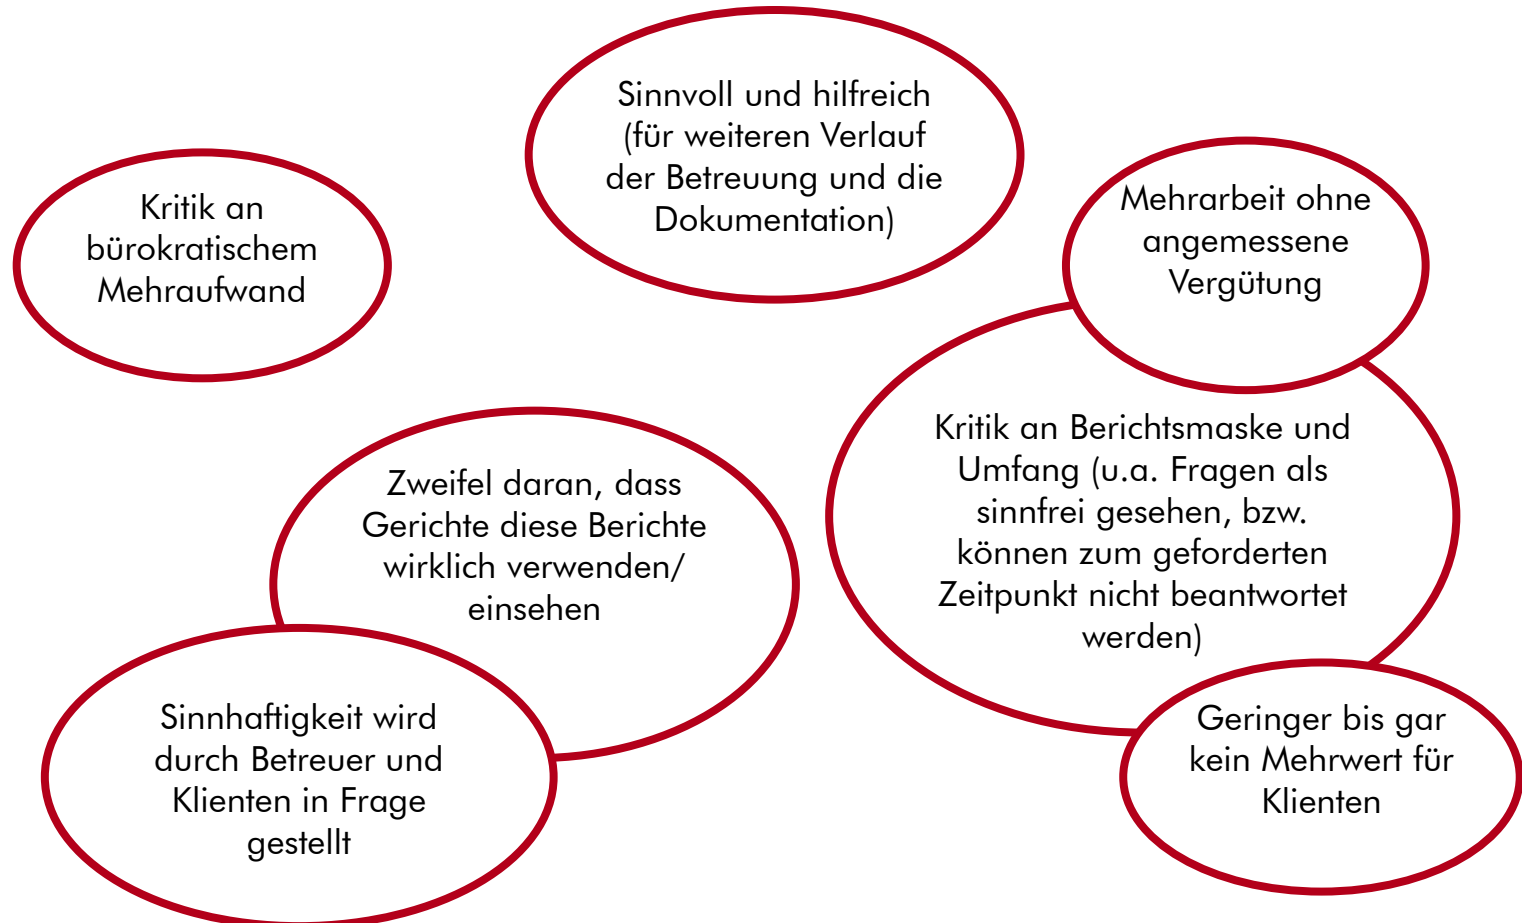 Sinnvoll und hilfreich
(für weiteren Verlauf
der Betreuung und die
Dokumentation)
Kritik an
bürokratischem
Mehraufwand
Mehrarbeit ohne
angemessene
Vergütung
Kritik an Berichtsmaske und
Umfang (u.a. Fragen als
sinnfrei gesehen, bzw.
können zum geforderten
Zeitpunkt nicht beantwortet
werden)
Zweifel daran, dass
Gerichte diese Berichte
wirklich verwenden/
einsehen
Sinnhaftigkeit wird
durch Betreuer und
Klienten in Frage
gestellt
Geringer bis gar
kein Mehrwert für
Klienten